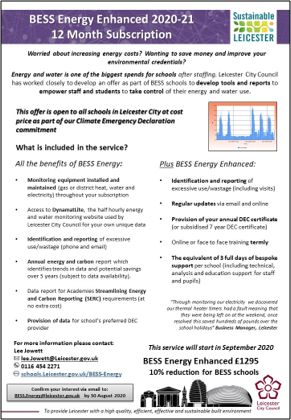 BESS Energy Enhanced 2020-21
12 Month Subscription
Sustainable
LEICESTER
Worried about increasing energy costs? Wanting to save money and improve your
environmental credentials?
Energy and water is one of the biggest spends for schools after staffing. Leicester City Council
has worked closely to develop an offer as part of BESS schools to develop tools and reports to
empower staff and students to take control of their energy and water use.
This offer is open to all schools in Leicester City at cost
price as part of our Climate Emergency Declaration
commitment
What is included in the service?
All the benefits of BESS Energy:
• Monitoring equipment installed and
maintained (gas or district heat, water and
electricity) throughout your subscription
• Access to Dynamatlite, the half hourly energy
and water monitoring website used by
Leicester City Council for your own unique data
• Identification and reporting of excessive
use/wastage (phone and email)
• Annual energy and carbon report which
identifies trends in data and potential savings
over 5 years (subject to data availability).
• Data report for Academies Streamlining Energy
and Carbon Reporting (SERC) requirements (at
no extra cost)
• Provision of data for school's preferred DEC
provider
Plus BESS Energy Enhanced:
• Identification and reporting of
excessive use/wastage (including visits)
• Regular updates via email and online
• Provision of your annual DEC certificate
(or subsidised 7 year DEC certificate)
• Online or face to face training termly
• The equivalent of 3 full days of bespoke
support per school (including technical,
analysis and education support for staff
and pupils)
"Through monitoring our electricity we discovered
our thermal heater times had a fault meaning that
they were being left on at the weekend, once
resolved this saved hundreds of pounds over the
school holidays" Business Manager, Leicester
For more information please contact:
Lee Jowett
lee.Jowett@Leicester.gov.uk
0116 454 2271
schools.Leicester.gov.uk/BESS-Energy
Confirm your interest via email to:
BESS.Energy@leicester.gov.uk by 30 August 2020
This service will start in September 2020
BESS Energy Enhanced £1295
10% reduction for BESS schools
Leicester
City Council
To provide Leicester with a high quality, efficient, effective and sustainable built environment